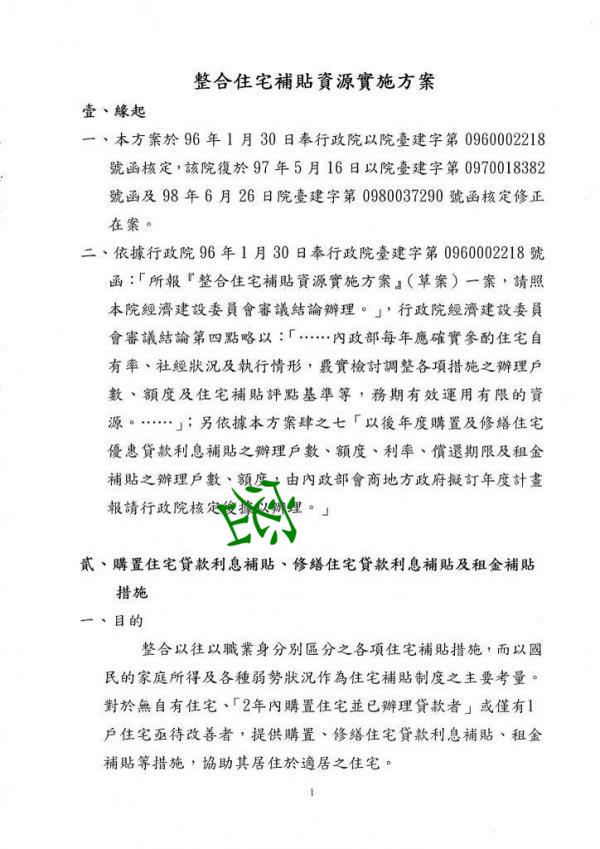 整合住宅補貼資源實施方案
壹、緣起
一、本方案於 96 年 1 月 30 日奉行政院以院臺建字第 0960002218
號函核定，該院復於 97 年 5 月 16 日以院臺建字第 0970018382
號函及 98 年 6 月 26 日院臺建字第 0980037290 號函核定修正
在案。
二、依據行政院 96 年 1 月 30 日奉行政院臺建字第 0960002218 號
函：「所報『整合住宅補貼資源實施方案』（草案）一案，請照
本院經濟建設委員會審議結論辦理。」，行政院經濟建設委員
會審議結論第四點略以：「……內政部每年應確實參酌住宅自
有率、社經狀況及執行情形，覈實檢討調整各項措施之辦理戶
數、額度及住宅補貼評點基準等，務期有效運用有限的資
源。……」；另依據本方案肆之七「以後年度購置及修繕住宅
優惠貸款利息補貼之辦理戶數、額度、利率、償還期限及租金
補貼之辦理戶數、額度，由內政部會商地方政府擬訂年度計畫
報請行政院核定後據以辦理。」
貳、購置住宅貸款利息補貼、修繕住宅貸款利息補貼及租金補貼
措施
一、目的
整合以往以職業身分別區分之各項住宅補貼措施，而以國
民的家庭所得及各種弱勢狀況作為住宅補貼制度之主要考量。
對於無自有住宅、「2年內購置住宅並已辦理貸款者」或僅有1
戶住宅亟待改善者，提供購置、修繕住宅貸款利息補貼、租金
補貼等措施，協助其居住於適居之住宅。
1